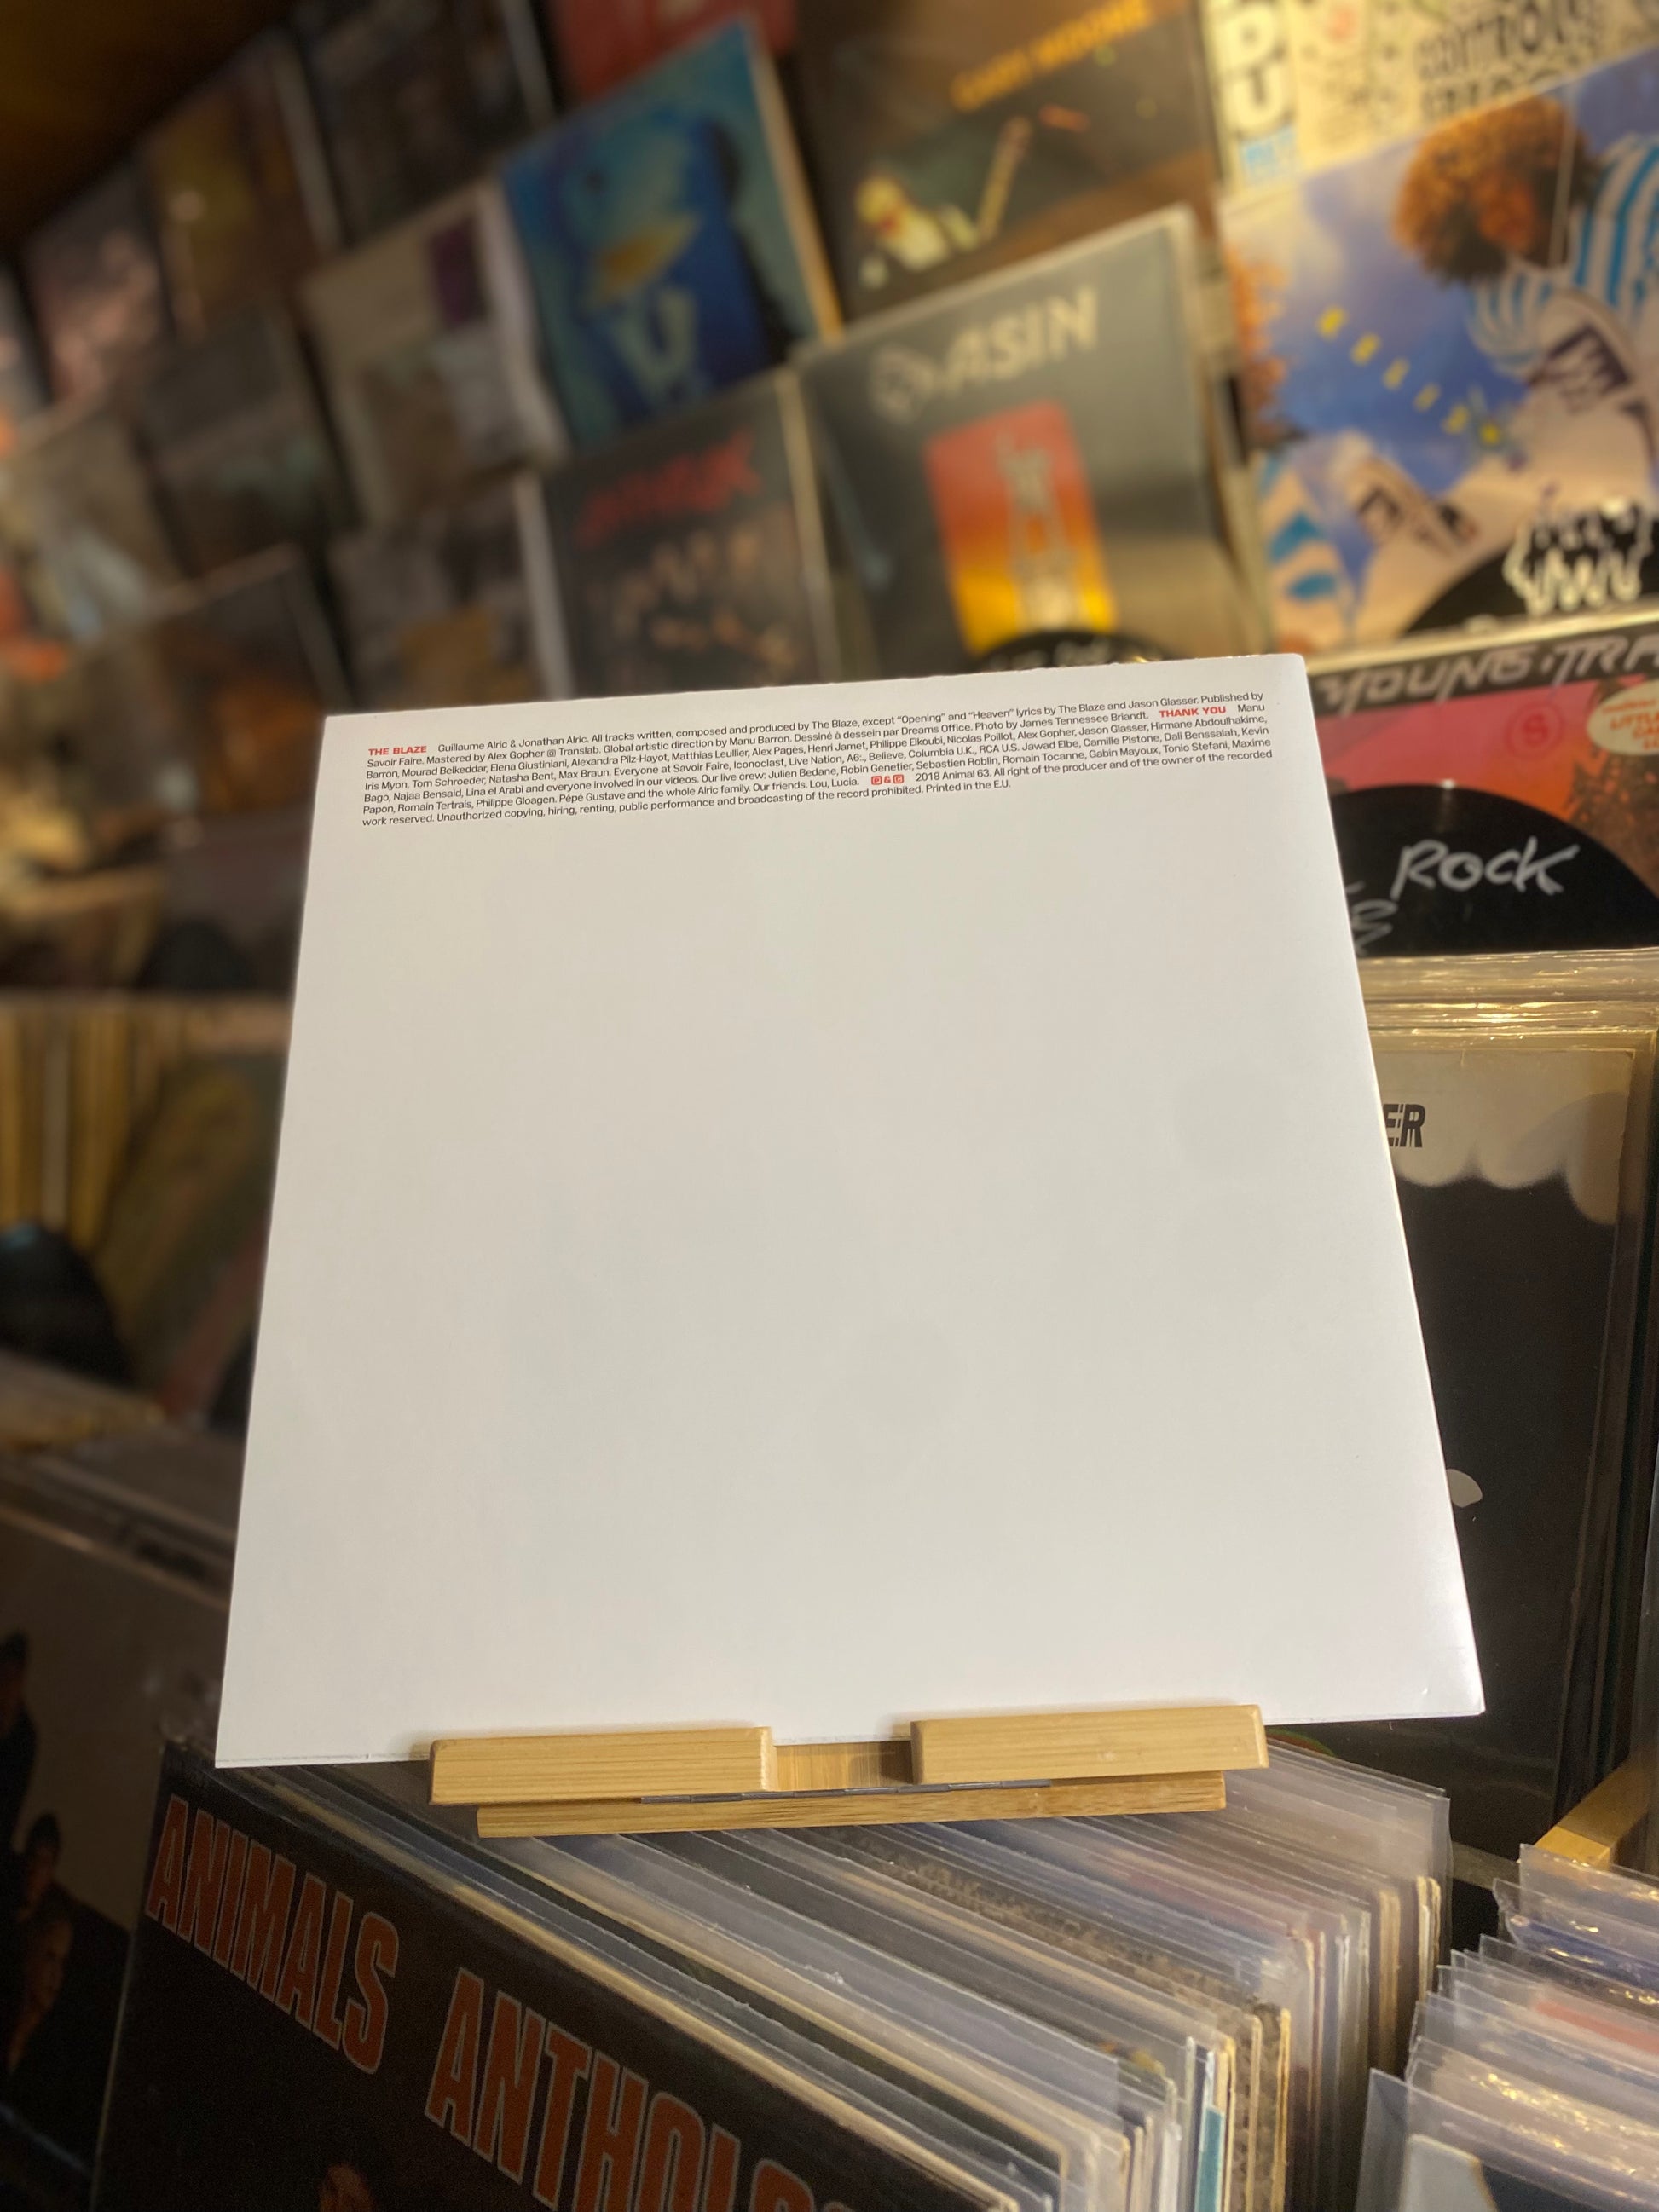 ASIN
YOUNG·TRA
ROCK
ER
THE BLAZE Guillaume Alric & Jonathan Alric. All tracks written, composed and produced by The Blaze, except “Opening” and “Heaven” lyrics by The Blaze and Jason Glasser. Published by
Savoir Faire. Mastered by Alex Gopher @ Translab. Global artistic direction by Manu Barron. Dessiné à dessein par Dreams Office. Photo by James Tennessee Briandt. THANK YOU Manu
Barron, Mourad Belkeddar, Elena Giustiniani, Alexandra Pilz-Hayot, Matthias Leullier, Alex Pagès, Henri Jamet, Philippe Elkoubi, Nicolas Poillot, Alex Gopher, Jason Glasser, Hirmane Abdoulhakime,
Iris Myon, Tom Schroeder, Natasha Bent, Max Braun. Everyone at Savoir Faire, Iconoclast, Live Nation, A6:, Believe, Columbia U.K., RCA U.S. Jawad Elbe, Camille Pistone, Dali Benssalah, Kevin
Bago, Najaa Bensaid, Lina el Arabi and everyone involved in our videos. Our live crew: Julien Bedane, Robin Genetier, Sebastien Roblin, Romain Tocanne, Gabin Mayoux, Tonio Stefani, Maxime
Papon, Romain Tertrais, Philippe Gloagen. Pépé Gustave and the whole Alric family. Our friends. Lou, Lucia. P & C 2018 Animal 63. All right of the producer and of the owner of the recorded
work reserved. Unauthorized copying, hiring, renting, public performance and broadcasting of the record prohibited. Printed in the E.U.
ANIMALS